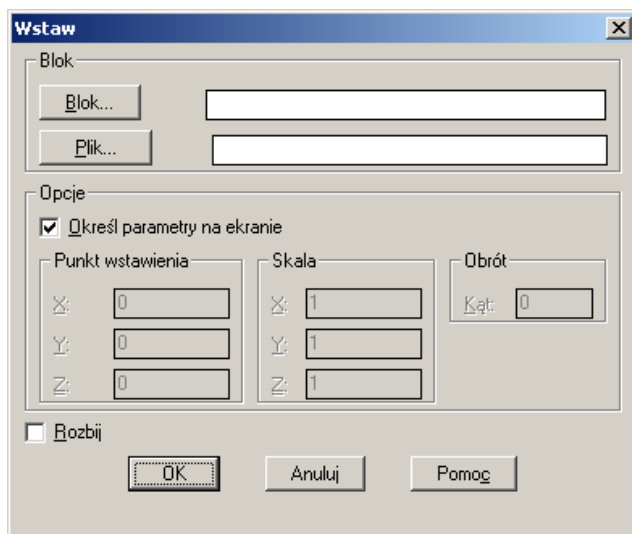 Wstaw
Blok
Blok...
Plik...
Opcje
Określ parametry na ekranie
Punkt wstawienia Skala Obrót
X: 0 X: 1 Kąt: 0
Y: 0 Y: 1
Z: 0 Z: 1
Rozbij
OK Anuluj Pomoc